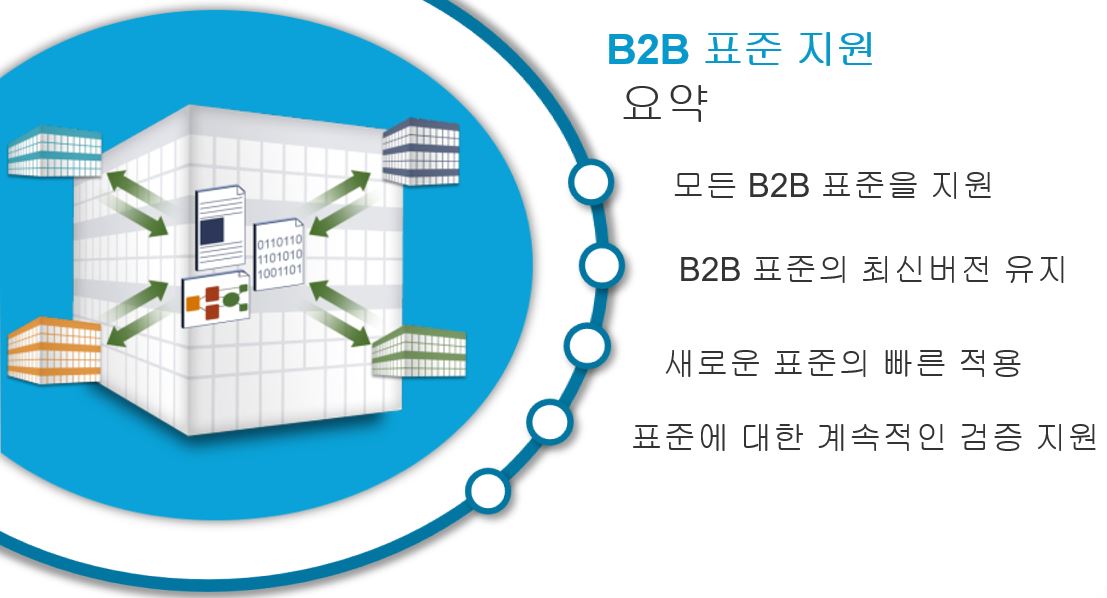 B2B 표준 지원
요약
모든 B2B 표준을 지원
B2B 표준의 최신버전 유지
새로운 표준의 빠른 적용
표준에 대한 계속적인 검증 지원
0110110
1101010
1001101